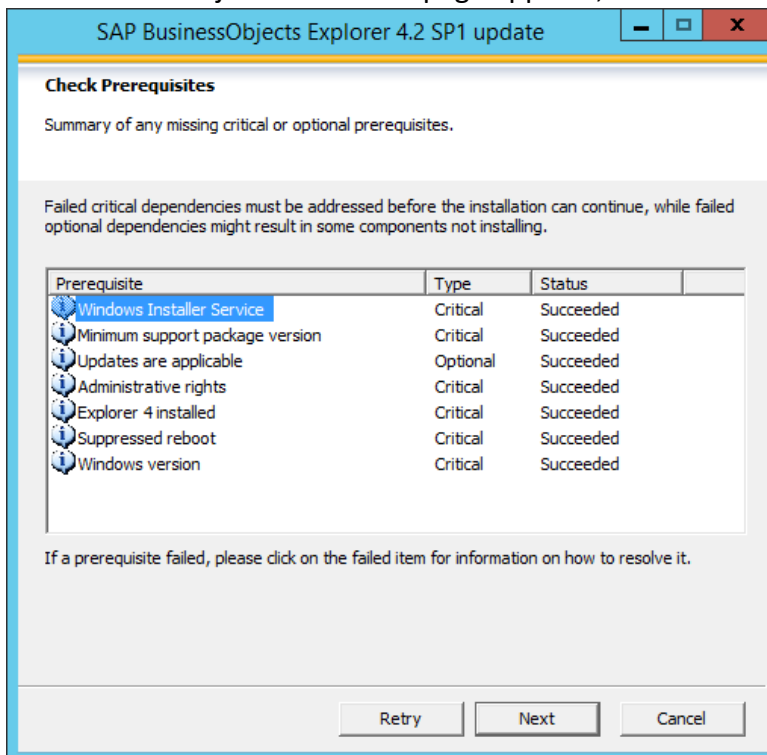 SAP BusinessObjects Explorer 4.2 SP1 update
Check Prerequisites
Summary of any missing critical or optional prerequisites.
Failed critical dependencies must be addressed before the installation can continue, while failed
optional dependencies might result in some components not installing.
Prerequisite Type Status
Windows Installer Service Critical Succeeded
Minimum support package version Critical Succeeded
Updates are applicable Optional Succeeded
Administrative rights Critical Succeeded
Explorer 4 installed Critical Succeeded
Suppressed reboot Critical Succeeded
Windows version Critical Succeeded
If a prerequisite failed, please click on the failed item for information on how to resolve it.
Retry Next Cancel